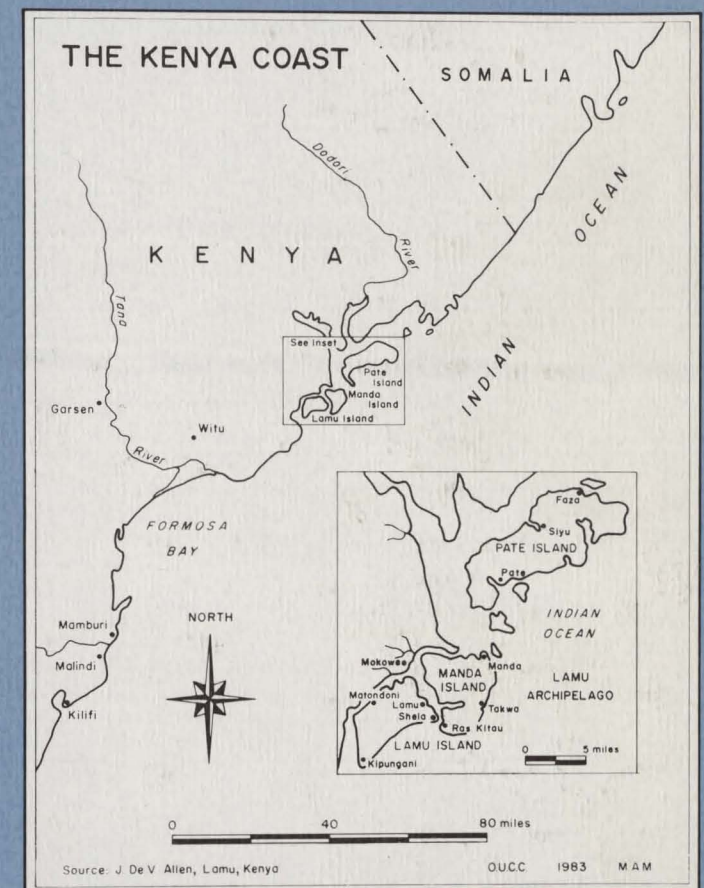 THE KENYA COAST
SOMALIA
Dodori
River
INDIAN OCEAN
KENYA
Tana
River
See Inset
Pate
Island
Manda
Island
Lamu Island
Garsen
Witu
FORMOSA
BAY
Mamburi
Malindi
Kilifi
NORTH
Faza
Siyu
PATE ISLAND
Pate
INDIAN
OCEAN
Mokowe
Manda
MANDA
ISLAND
LAMU
ARCHIPELAGO
Matondoni
Lamu
Takwa
Shela
Ras Kitau
LAMU ISLAND
Kipungani
0 5 miles
0 40 80 miles
Source: J. De V Allen, Lamu, Kenya O.U.C.C 1983 M A M